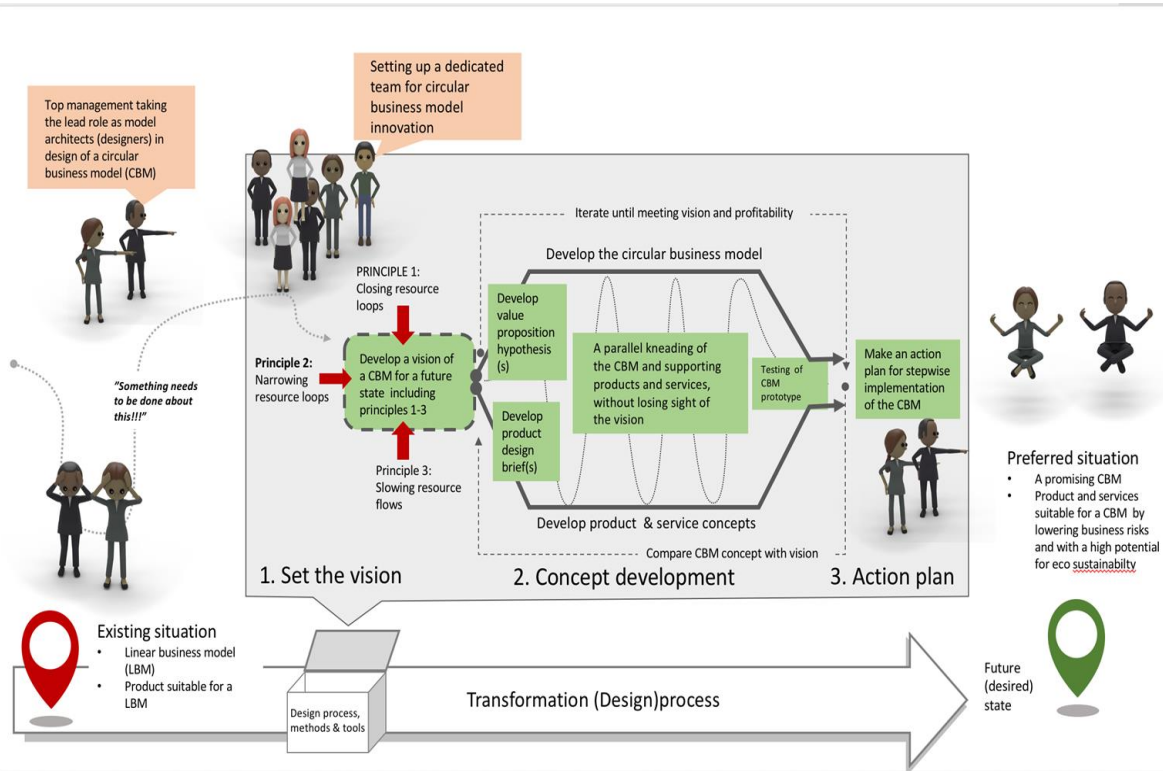 Setting up a dedicated
team for circular
business model
innovation
Top management taking
the lead role as model
architects (designers) in
design of a circular
business model (CBM)
Iterate until meeting vision and profitability
Develop the circular business model
PRINCIPLE 1:
Closing resource
loops
Principle 2:
Narrowing
resource loops
Develop a vision of
a CBM for a future
state including
principles 1-3
Principle 3:
Slowing resource
flows
Develop
value
proposition
hypothesis
(s)
Develop
product
design
brief(s)
A parallel kneading of
the CBM and supporting
products and services,
without losing sight of
the vision
Testing of
CBM
prototype
Make an action
plan for stepwise
implementation
of the CBM
"Something needs
to be done about
this!!!"
Develop product & service concepts
Compare CBM concept with vision
1. Set the vision
2. Concept development
3. Action plan
Preferred situation
• A promising CBM
• Product and services
suitable for a CBM by
lowering business risks
and with a high potential
for eco sustainabilty
Existing situation
• Linear business model
(LBM)
• Product suitable for a
LBM
Design process,
methods & tools
Transformation (Design)process
Future
(desired)
state